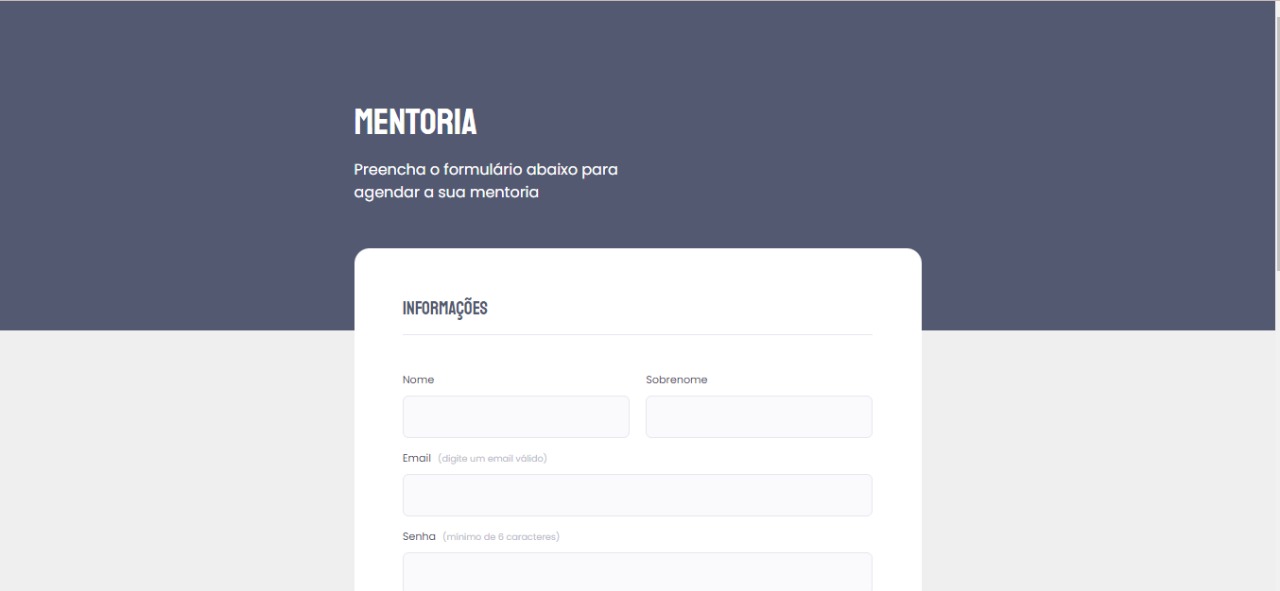 MENTORIA
Preencha o formulário abaixo para
agendar a sua mentoria
INFORMAÇÕES
Nome
Sobrenome
Email (digite um email válido)
Senha (mínimo de 6 caracteres)